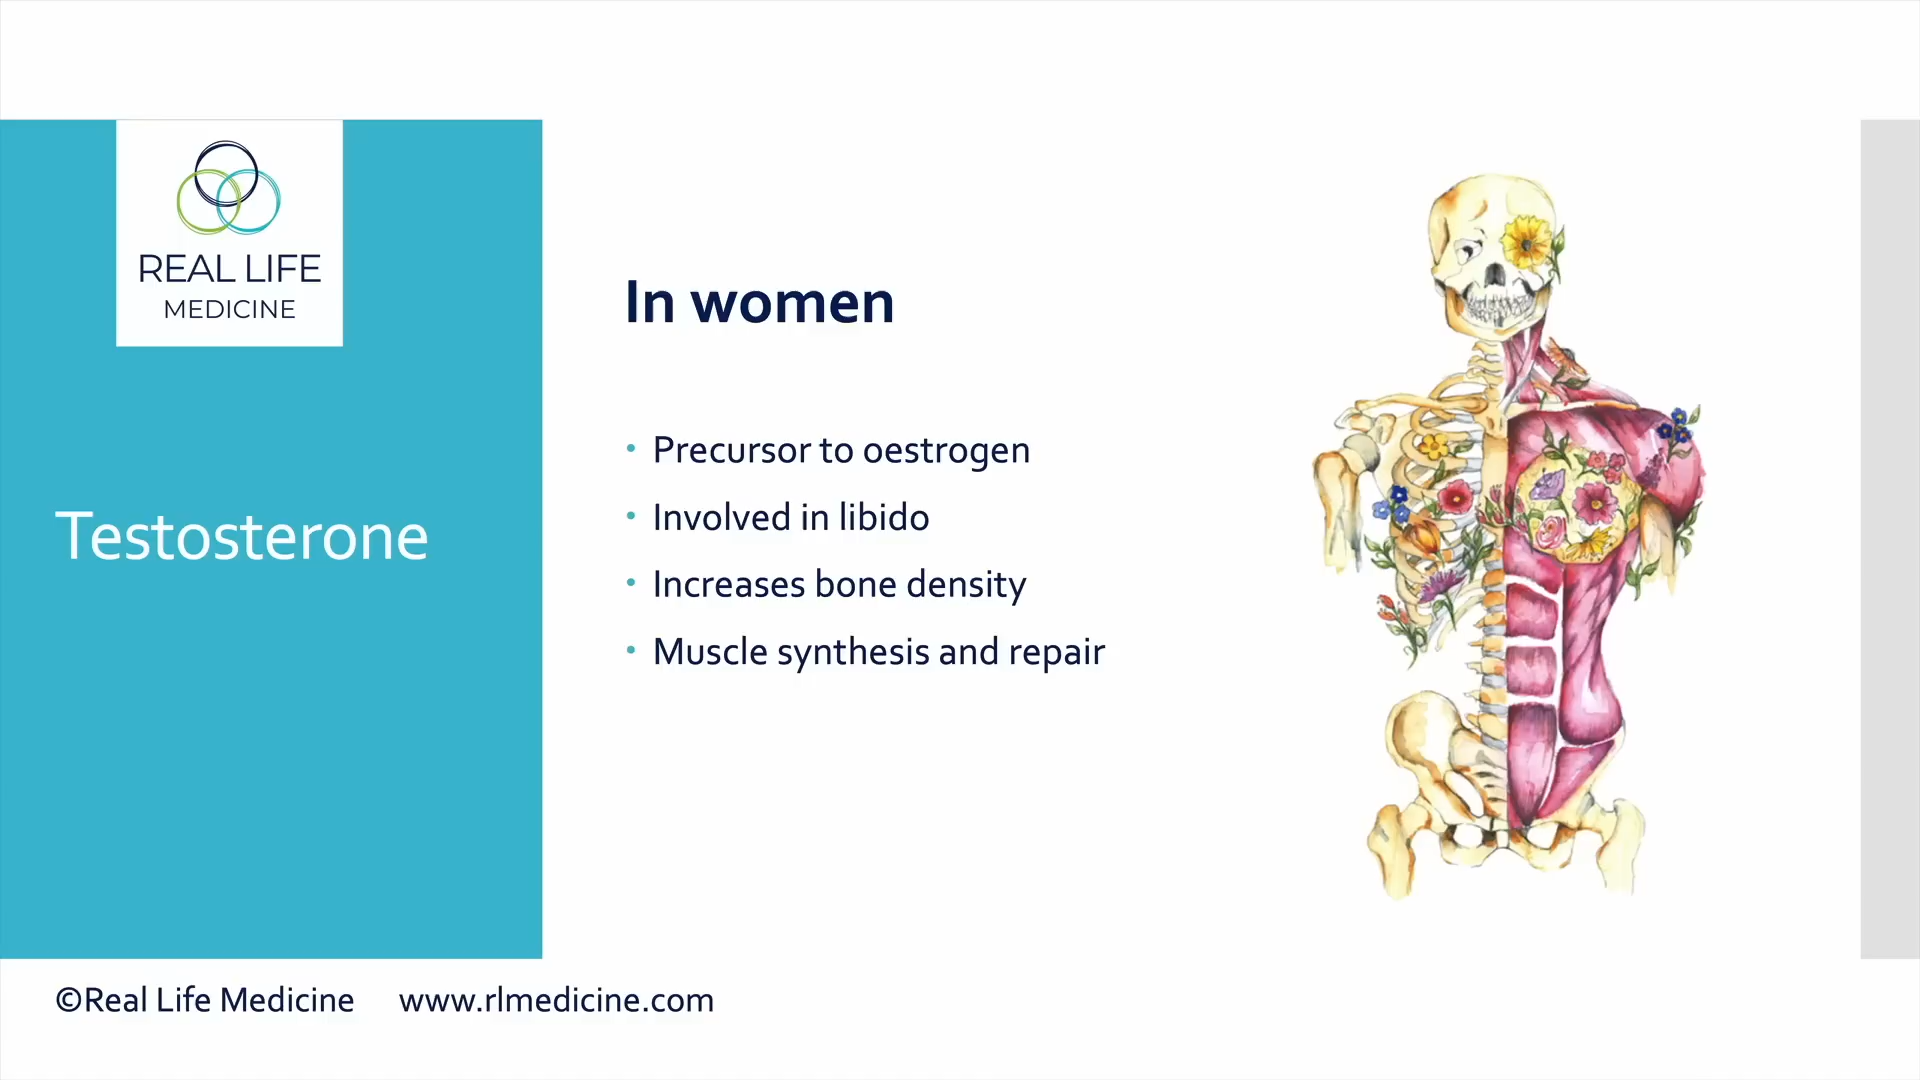 REAL LIFE
MEDICINE
Testosterone
In women
• Precursor to oestrogen
• Involved in libido
• Increases bone density
• Muscle synthesis and repair
©Real Life Medicine www.rlmedicine.com